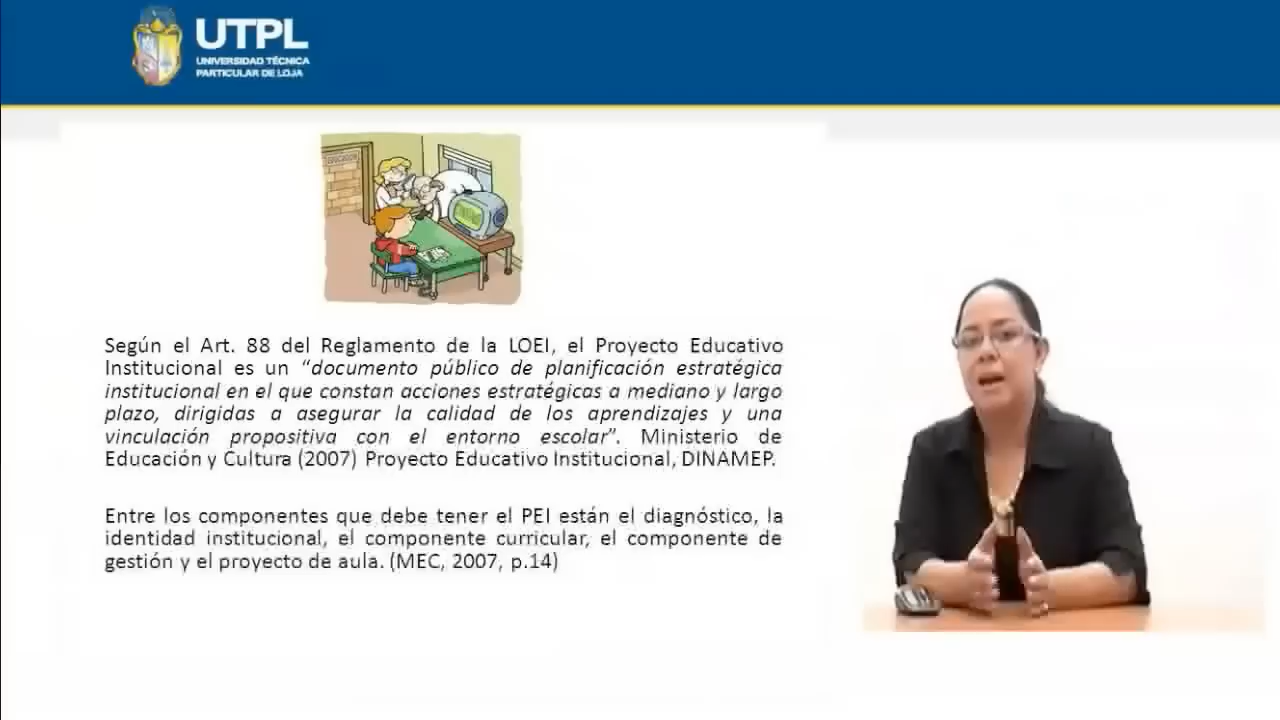 UTPL
UNIVERSIDAD TÉCNICA
PARTICULAR DE LOJA
EDUCACION
Según el Art. 88 del Reglamento de la LOEI, el Proyecto Educativo
Institucional es un “documento público de planificación estratégica
institucional en el que constan acciones estratégicas a mediano y largo
plazo, dirigidas a asegurar la calidad de los aprendizajes y una
vinculación propositiva con el entorno escolar”. Ministerio de
Educación y Cultura (2007) Proyecto Educativo Institucional, DINAMEP.
Entre los componentes que debe tener el PEI están el diagnóstico, la
identidad institucional, el componente curricular, el componente de
gestión y el proyecto de aula. (MEC, 2007, p.14)